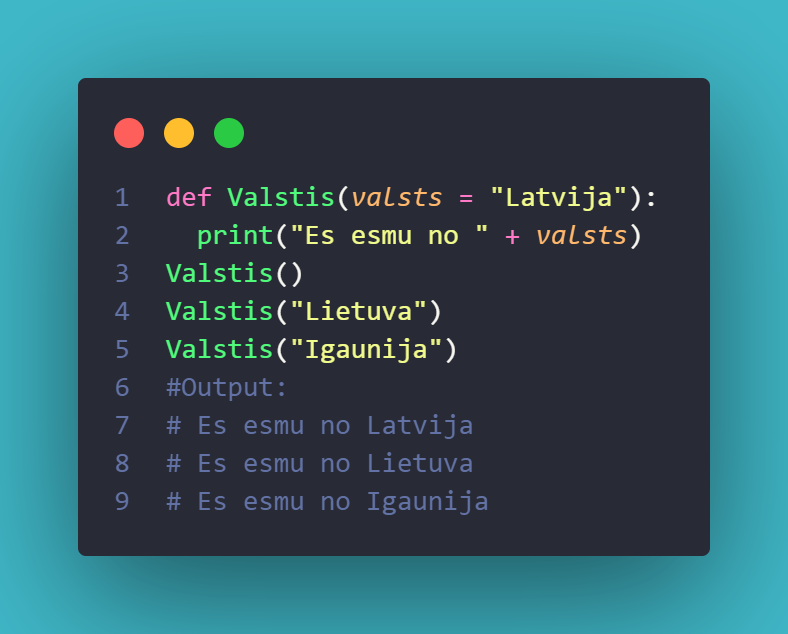 1 def Valstis(valsts = "Latvija"):
2   print("Es esmu no " + valsts)
3 Valstis()
4 Valstis("Lietuva")
5 Valstis("Igaunija")
6 #Output:
7 # Es esmu no Latvija
8 # Es esmu no Lietuva
9 # Es esmu no Igaunija